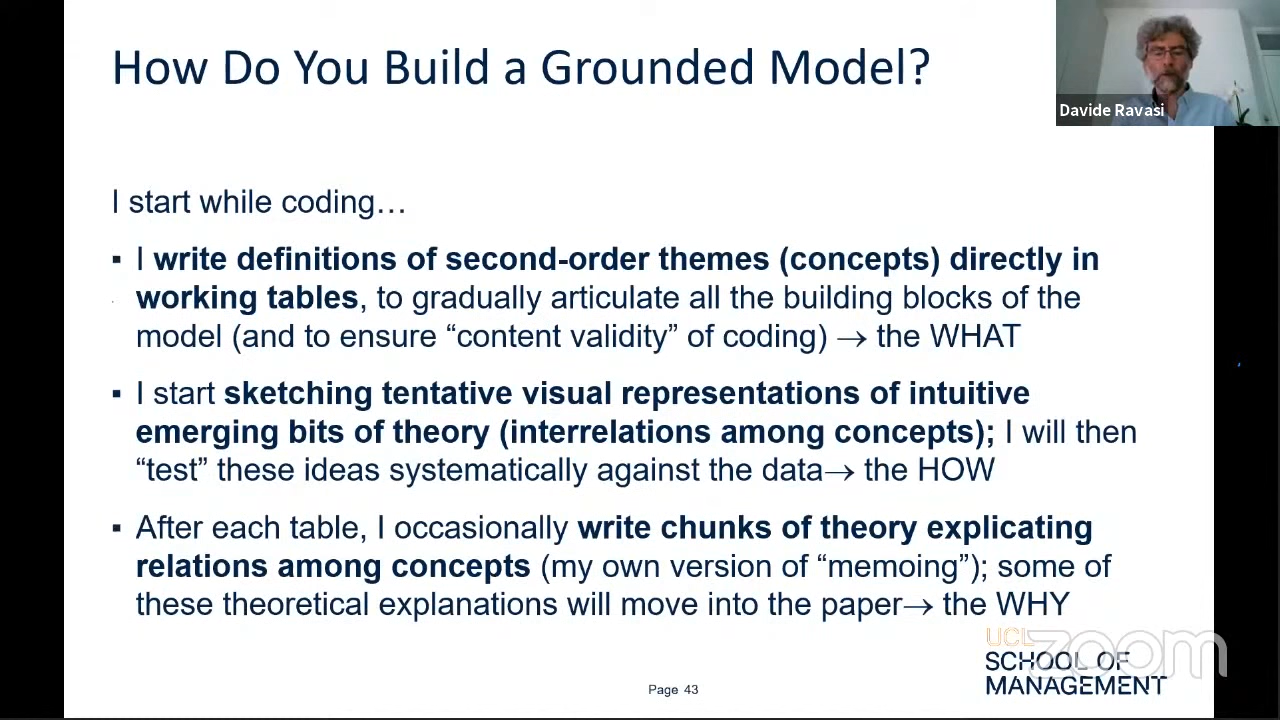 How Do You Build a Grounded Model?
Davide Ravasi
I start while coding…
▪ I write definitions of second-order themes (concepts) directly in
working tables, to gradually articulate all the building blocks of the
model (and to ensure “content validity” of coding) → the WHAT
▪ I start sketching tentative visual representations of intuitive
emerging bits of theory (interrelations among concepts); I will then
“test” these ideas systematically against the data→ the HOW
▪ After each table, I occasionally write chunks of theory explicating
relations among concepts (my own version of “memoing”); some of
these theoretical explanations will move into the paper→ the WHY
UCL
zoom
SCHOOL OF
MANAGEMENT
Page 43